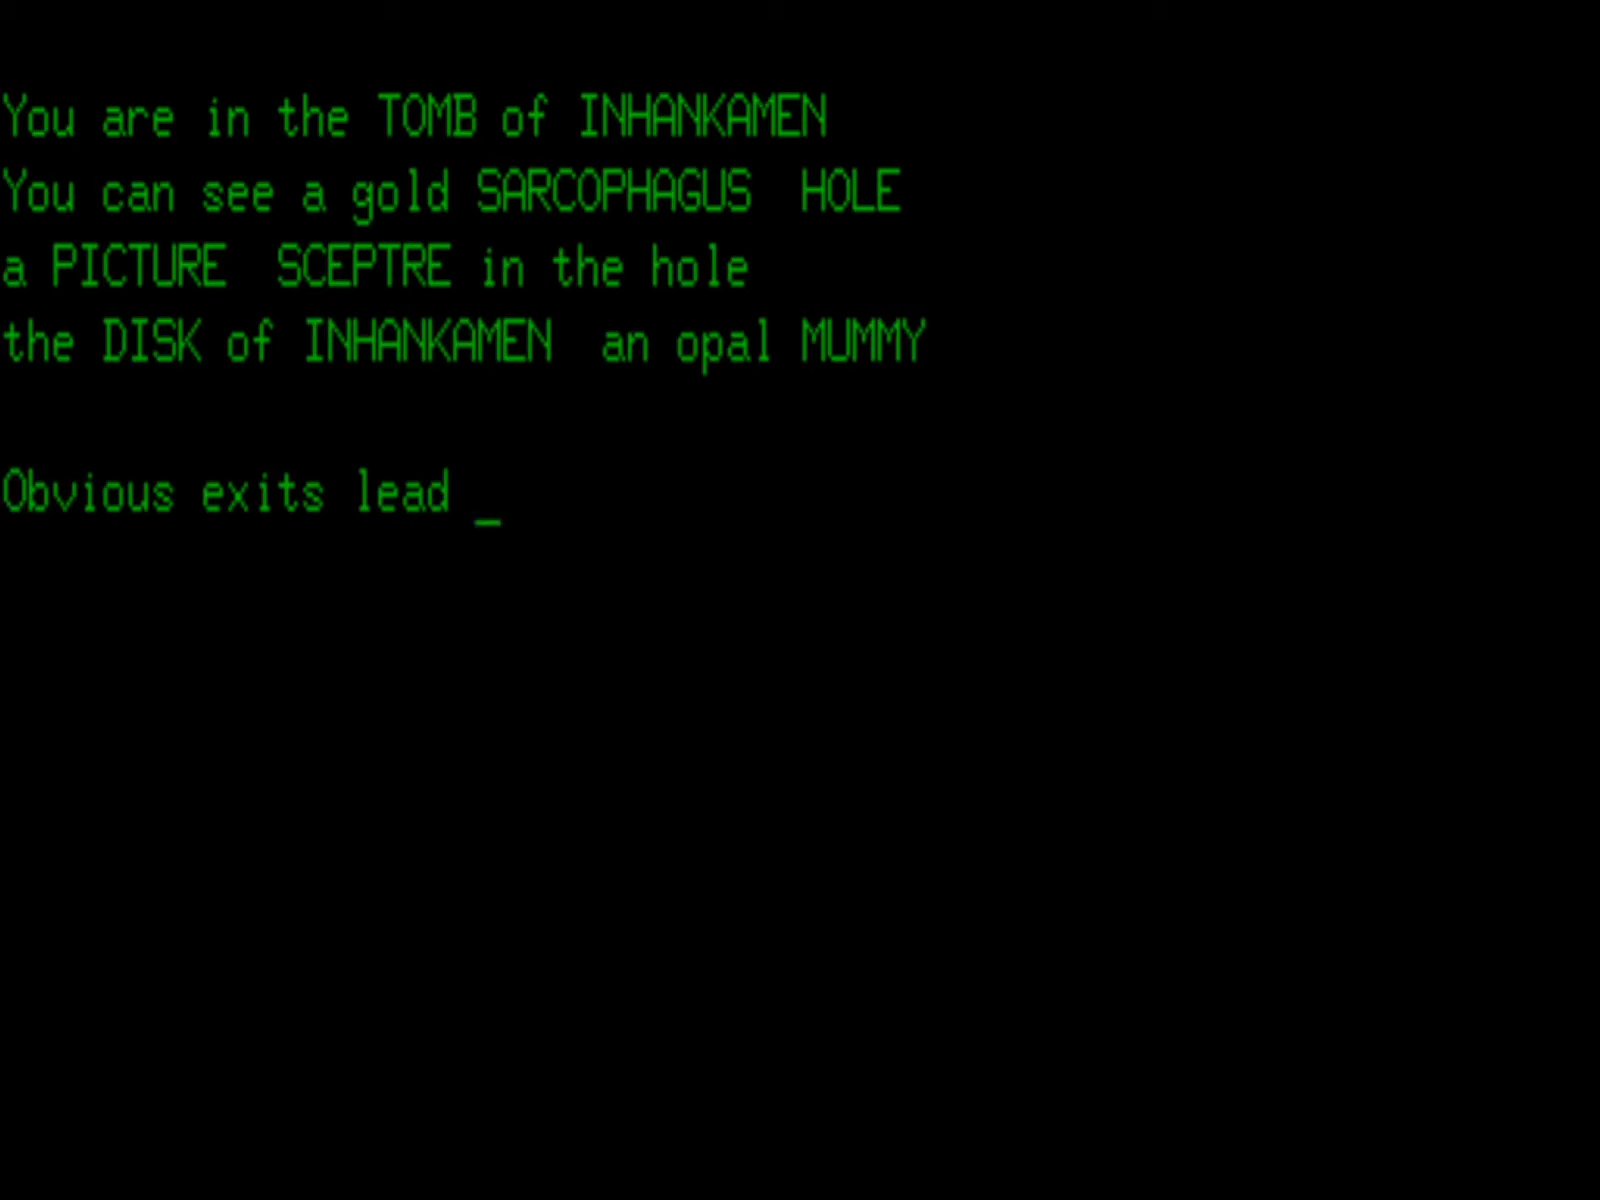 You are in the TOMB of INHANKAMEN
You can see a gold SARCOPHAGUS  HOLE
a PICTURE  SCEPTRE in the hole
the DISK of INHANKAMEN  an opal MUMMY
Obvious exits lead _